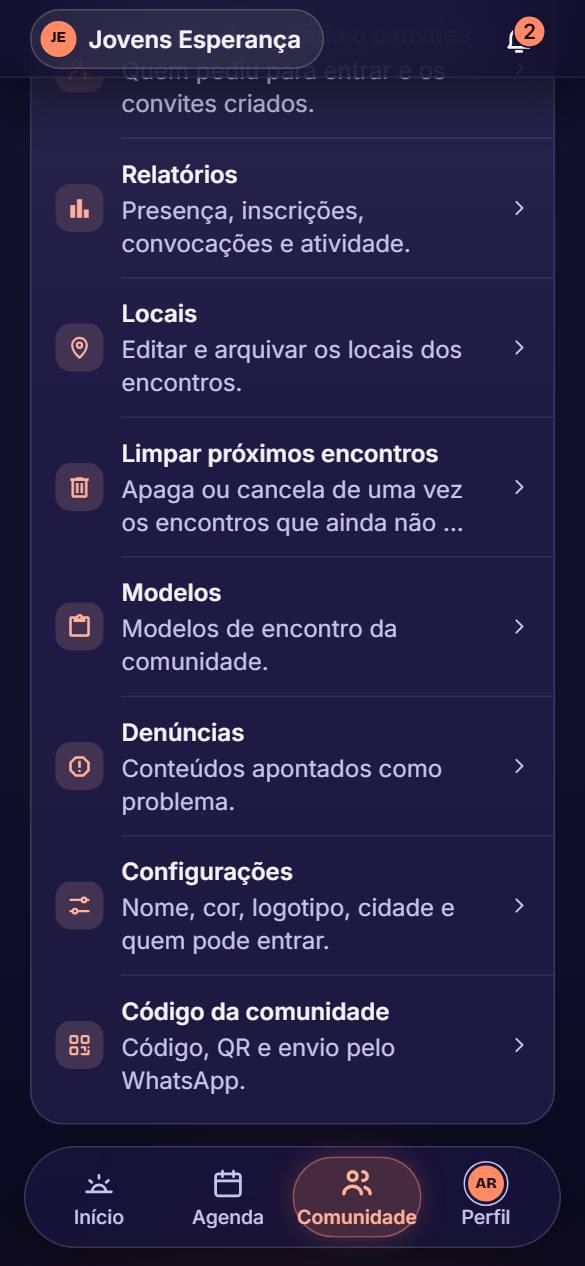 JE Jovens Esperança
2
Quem pediu para entrar e os
convites criados.
Relatórios
Presença, inscrições,
convocações e atividade.
Locais
Editar e arquivar os locais dos
encontros.
Limpar próximos encontros
Apaga ou cancela de uma vez
os encontros que ainda não ...
Modelos
Modelos de encontro da
comunidade.
Denúncias
Conteúdos apontados como
problema.
Configurações
Nome, cor, logotipo, cidade e
quem pode entrar.
Código da comunidade
Código, QR e envio pelo
WhatsApp.
AR
Início Agenda Comunidade Perfil